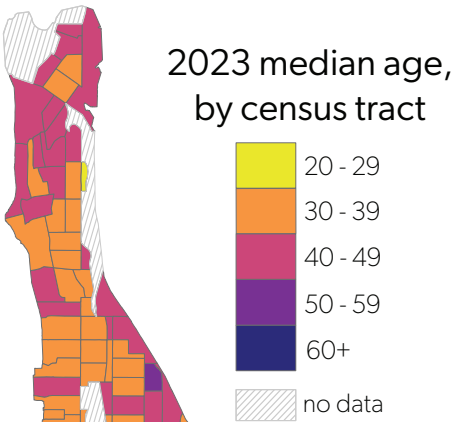 2023 median age,
by census tract
20 - 29
30 - 39
40 - 49
50 - 59
60+
no data